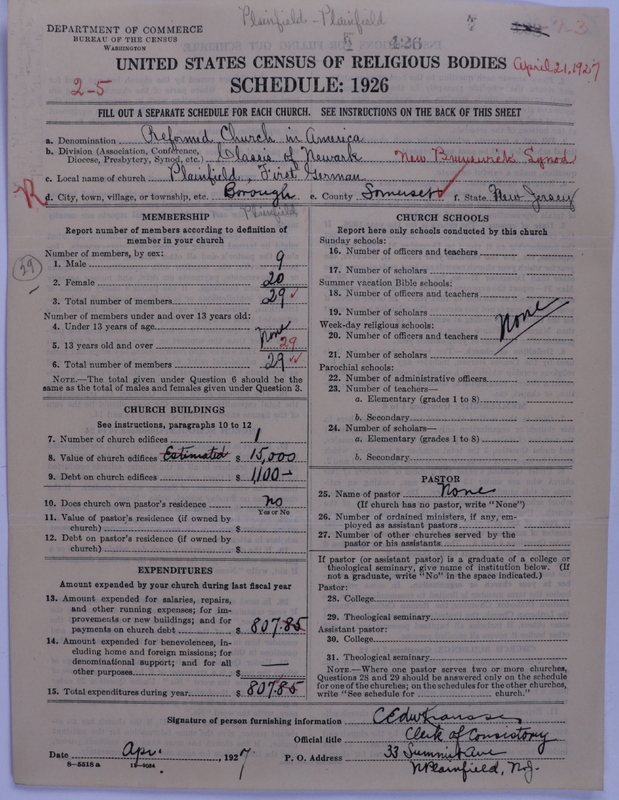 Plainfield - Plainfield
DEPARTMENT OF COMMERCE
BUREAU OF THE CENSUS
WASHINGTON
426
7-3
UNITED STATES CENSUS OF RELIGIOUS BODIES
April 21, 1927
2-5
SCHEDULE: 1926
FILL OUT A SEPARATE SCHEDULE FOR EACH CHURCH. SEE INSTRUCTIONS ON THE BACK OF THIS SHEET
a. Denomination Reformed Church in America
b. Division (Association, Conference, Diocese, Presbytery, Synod, etc.) Classis of Newark New Brunswick Synod
c. Local name of church Plainfield, First German
R d. City, town, village, or township, etc. Borough e. County Somerset f. State New Jersey
Plainfield
MEMBERSHIP
Report number of members according to definition of
member in your church
Number of members, by sex:
29
1. Male 9
2. Female 20
3. Total number of members 29
Number of members under and over 13 years old:
4. Under 13 years of age None
5. 13 years old and over 29
6. Total number of members 29
NOTE.—The total given under Question 6 should be the
same as the total of males and females given under Question 3.
CHURCH BUILDINGS
See instructions, paragraphs 10 to 12
7. Number of church edifices 1
8. Value of church edifices Estimated $ 15,000
9. Debt on church edifices $ 1100-
10. Does church own pastor's residence no
Yes or No
11. Value of pastor's residence (if owned by
church) $
12. Debt on pastor's residence (if owned by
church) $
EXPENDITURES
Amount expended by your church during last fiscal year
13. Amount expended for salaries, repairs,
and other running expenses; for im-
provements or new buildings; and for
payments on church debt $ 807.85
14. Amount expended for benevolences, in-
cluding home and foreign missions; for
denominational support; and for all
other purposes $ —
15. Total expenditures during year $ 807.85
CHURCH SCHOOLS
Report here only schools conducted by this church
Sunday schools:
16. Number of officers and teachers
17. Number of scholars
Summer vacation Bible schools:
18. Number of officers and teachers
19. Number of scholars
None
Week-day religious schools:
20. Number of officers and teachers
21. Number of scholars
Parochial schools:
22. Number of administrative officers
23. Number of teachers—
a. Elementary (grades 1 to 8)
b. Secondary
24. Number of scholars—
a. Elementary (grades 1 to 8)
b. Secondary
PASTOR
25. Name of pastor None
(If church has no pastor, write "None")
26. Number of ordained ministers, if any, em-
ployed as assistant pastors
27. Number of other churches served by the
pastor or his assistants
If pastor (or assistant pastor) is a graduate of a college or
theological seminary, give name of institution below. (If
not a graduate, write "No" in the space indicated.)
Pastor:
28. College
29. Theological seminary
Assistant pastor:
30. College
31. Theological seminary
NOTE.—Where one pastor serves two or more churches,
Questions 28 and 29 should be answered only on the schedule
for one of the churches; on the schedules for the other churches,
write "See schedule for church."
Signature of person furnishing information
Official title Clerk of Consistory
Date Apr. , 1927 P. O. Address 33 Summit Ave
N Plainfield, N.J.
8-5518 a